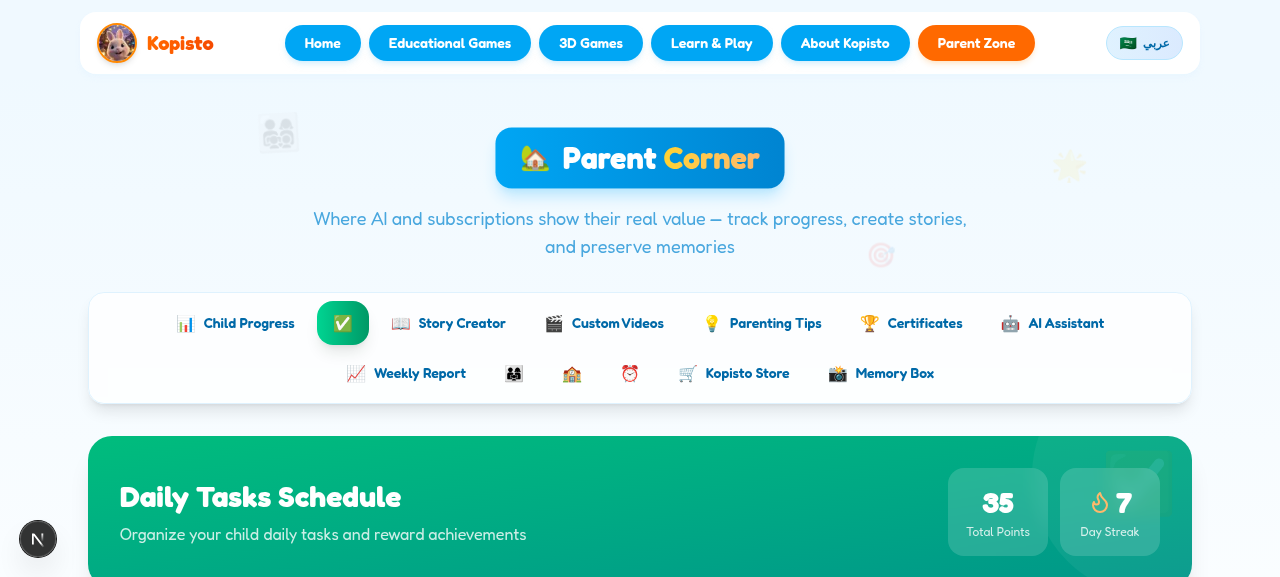 Kopisto
Home
Educational Games
3D Games
Learn & Play
About Kopisto
Parent Zone
عربي
Parent Corner
Where AI and subscriptions show their real value – track progress, create stories,
and preserve memories
Child Progress
Story Creator
Custom Videos
Parenting Tips
Certificates
AI Assistant
Weekly Report
Kopisto Store
Memory Box
Daily Tasks Schedule
Organize your child daily tasks and reward achievements
35
Total Points
7
Day Streak
N